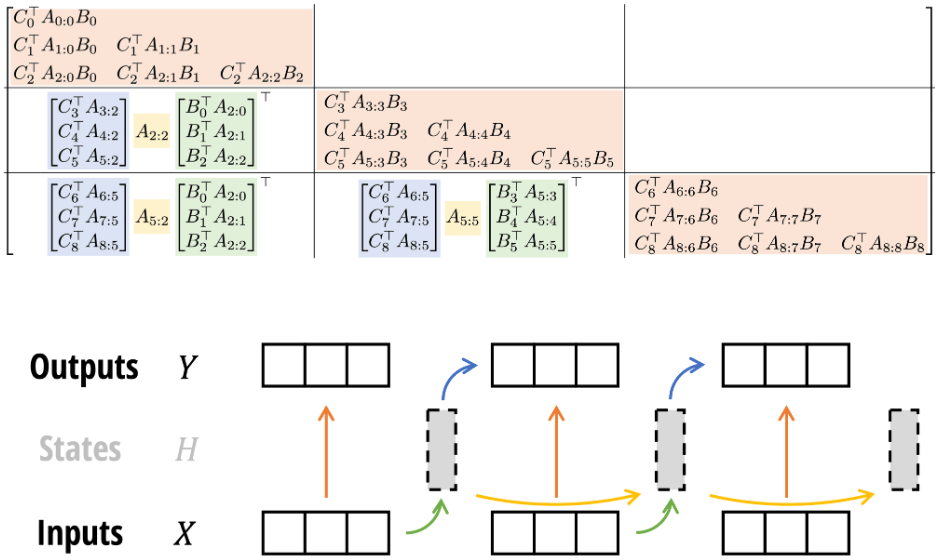 C_0^⊤ A_{0:0} B_0
C_1^⊤ A_{1:0} B_0 C_1^⊤ A_{1:1} B_1
C_2^⊤ A_{2:0} B_0 C_2^⊤ A_{2:1} B_1 C_2^⊤ A_{2:2} B_2
[C_3^⊤ A_{3:2} C_4^⊤ A_{4:2} C_5^⊤ A_{5:2}] A_{2:2} [B_0^⊤ A_{2:0} B_1^⊤ A_{2:1} B_2^⊤ A_{2:2}]^⊤
C_3^⊤ A_{3:3} B_3
C_4^⊤ A_{4:3} B_3 C_4^⊤ A_{4:4} B_4
C_5^⊤ A_{5:3} B_3 C_5^⊤ A_{5:4} B_4 C_5^⊤ A_{5:5} B_5
[C_6^⊤ A_{6:5} C_7^⊤ A_{7:5} C_8^⊤ A_{8:5}] A_{5:2} [B_0^⊤ A_{2:0} B_1^⊤ A_{2:1} B_2^⊤ A_{2:2}]^⊤
[C_6^⊤ A_{6:5} C_7^⊤ A_{7:5} C_8^⊤ A_{8:5}] A_{5:5} [B_3^⊤ A_{5:3} B_4^⊤ A_{5:4} B_5^⊤ A_{5:5}]^⊤
C_6^⊤ A_{6:6} B_6
C_7^⊤ A_{7:6} B_6 C_7^⊤ A_{7:7} B_7
C_8^⊤ A_{8:6} B_6 C_8^⊤ A_{8:7} B_7 C_8^⊤ A_{8:8} B_8
Outputs Y
States H
Inputs X